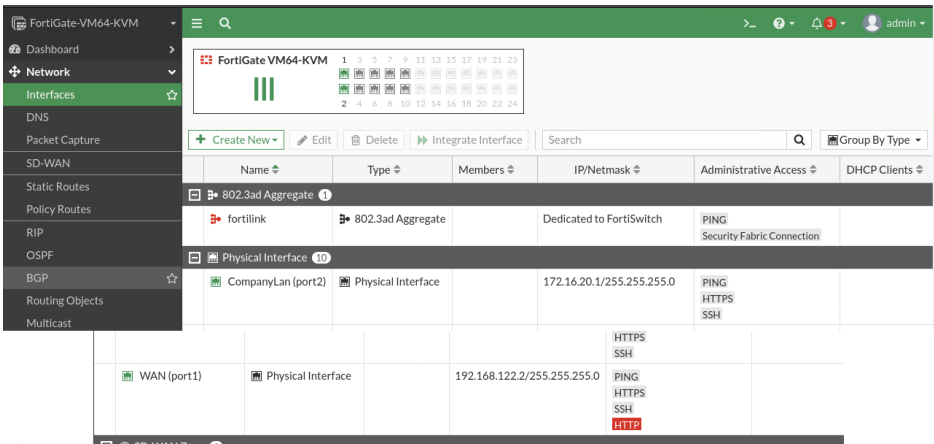 FortiGate-VM64-KVM
>_ ? 3 admin
Dashboard
Network
Interfaces
DNS
Packet Capture
SD-WAN
Static Routes
Policy Routes
RIP
OSPF
BGP
Routing Objects
Multicast
FortiGate VM64-KVM
1 3 5 7 9 11 13 15 17 19 21 23
2 4 6 8 10 12 14 16 18 20 22 24
+ Create New Edit Delete Integrate Interface Search Group By Type
Name Type Members IP/Netmask Administrative Access DHCP Clients
802.3ad Aggregate 1
fortilink 802.3ad Aggregate Dedicated to FortiSwitch PING
Security Fabric Connection
Physical Interface 10
CompanyLan (port2) Physical Interface 172.16.20.1/255.255.255.0 PING
HTTPS
SSH
HTTPS
SSH
WAN (port1) Physical Interface 192.168.122.2/255.255.255.0 PING
HTTPS
SSH
HTTP